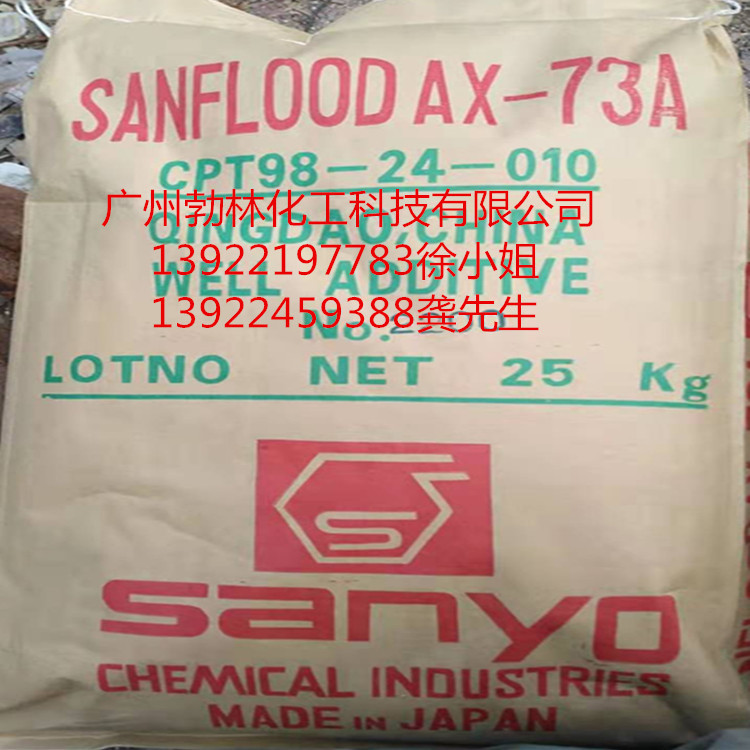 SANFLOOD AX-73A
CPT98-24-010
广州勃林化工科技有限公司
QINGDAO, CHINA
13922197783徐小姐
WELL ADDITIVE
13922459388龚先生
No.
LOTNO NET 25 Kg
S
sanyo
CHEMICAL INDUSTRIES
MADE IN JAPAN